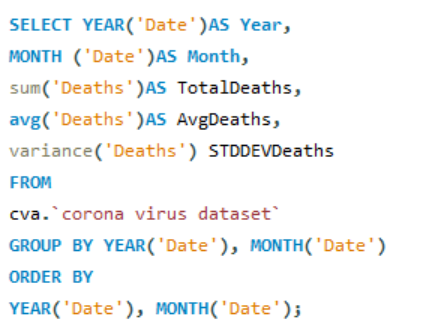 SELECT YEAR('Date')AS Year,
MONTH ('Date')AS Month,
sum('Deaths')AS TotalDeaths,
avg('Deaths')AS AvgDeaths,
variance('Deaths') STDDEVDeaths
FROM
cva.`corona virus dataset`
GROUP BY YEAR('Date'), MONTH('Date')
ORDER BY
YEAR('Date'), MONTH('Date');